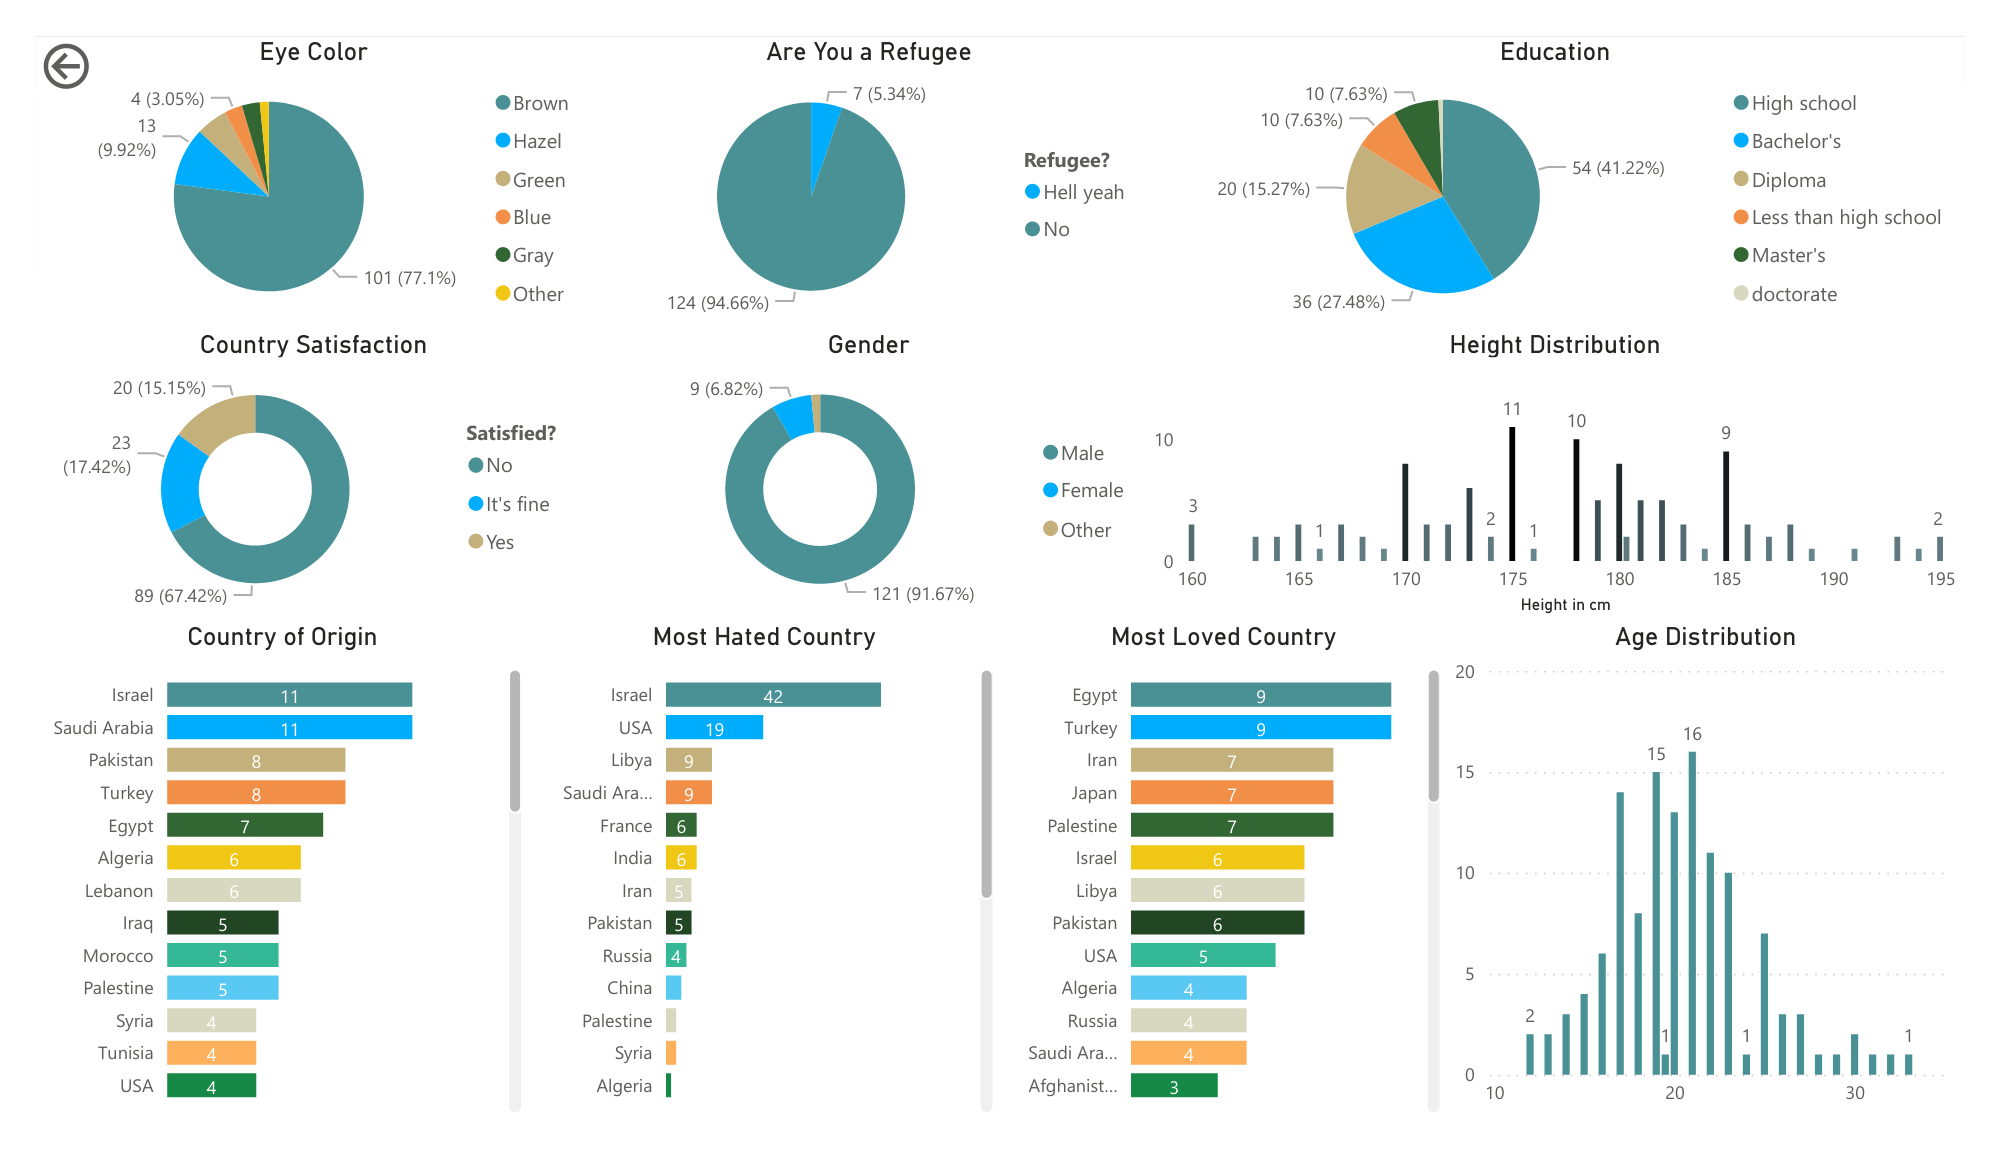 Eye Color
4 (3.05%)
13
(9.92%)
101 (77.1%)
Brown
Hazel
Green
Blue
Gray
Other
Are You a Refugee
7 (5.34%)
124 (94.66%)
Refugee?
Hell yeah
No
Education
10 (7.63%)
10 (7.63%)
20 (15.27%)
36 (27.48%)
54 (41.22%)
High school
Bachelor's
Diploma
Less than high school
Master's
doctorate
Country Satisfaction
20 (15.15%)
23
(17.42%)
89 (67.42%)
Satisfied?
No
It's fine
Yes
Gender
9 (6.82%)
121 (91.67%)
Male
Female
Other
Height Distribution
10
0
3
1
2
11
1
10
9
2
160 165 170 175 180 185 190 195
Height in cm
Country of Origin
Israel 11
Saudi Arabia 11
Pakistan 8
Turkey 8
Egypt 7
Algeria 6
Lebanon 6
Iraq 5
Morocco 5
Palestine 5
Syria 4
Tunisia 4
USA 4
Most Hated Country
Israel 42
USA 19
Libya 9
Saudi Ara... 9
France 6
India 6
Iran 5
Pakistan 5
Russia 4
China
Palestine
Syria
Algeria
Most Loved Country
Egypt 9
Turkey 9
Iran 7
Japan 7
Palestine 7
Israel 6
Libya 6
Pakistan 6
USA 5
Algeria 4
Russia 4
Saudi Ara... 4
Afghanist... 3
Age Distribution
20
15
10
5
0
2
15
1
16
1
1
10 20 30